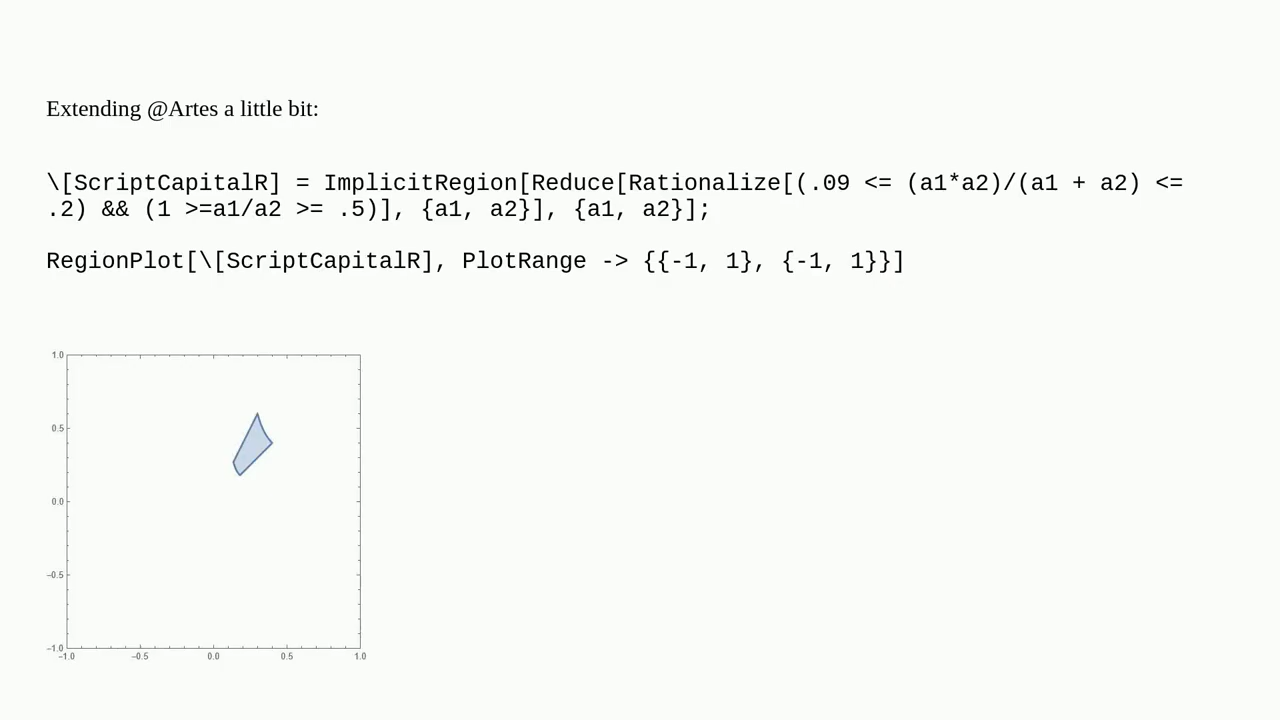 Extending @Artes a little bit:
\[ScriptCapitalR] = ImplicitRegion[Reduce[Rationalize[(.09 <= (a1*a2)/(a1 + a2) <=
.2) && (1 >=a1/a2 >= .5)], {a1, a2}], {a1, a2}];
RegionPlot[\[ScriptCapitalR], PlotRange -> {{-1, 1}, {-1, 1}}]
1.0
0.5
0.0
−0.5
−1.0
−1.0 −0.5 0.0 0.5 1.0